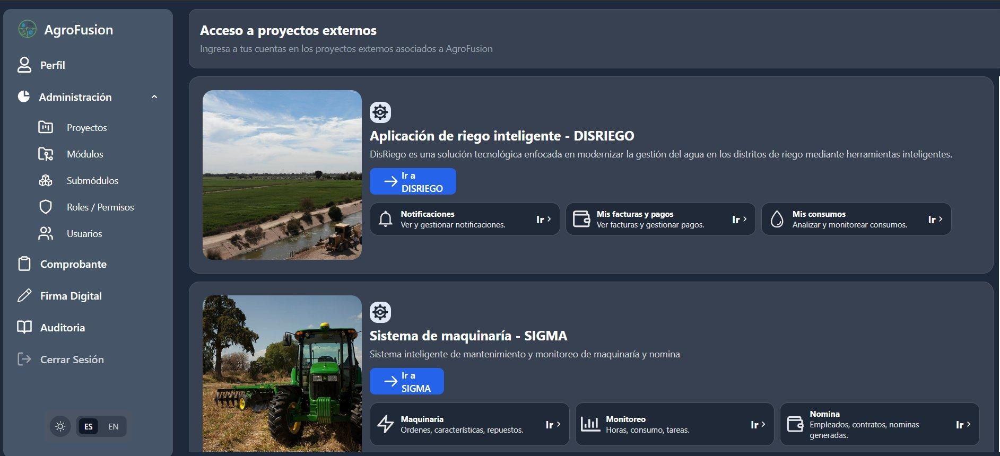 AgroFusion
Perfil
Administración
Proyectos
Módulos
Submódulos
Roles / Permisos
Usuarios
Comprobante
Firma Digital
Auditoria
Cerrar Sesión
ES EN
Acceso a proyectos externos
Ingresa a tus cuentas en los proyectos externos asociados a AgroFusion
Aplicación de riego inteligente - DISRIEGO
DisRiego es una solución tecnológica enfocada en modernizar la gestión del agua en los distritos de riego mediante herramientas inteligentes.
Ir a
DISRIEGO
Notificaciones
Ver y gestionar notificaciones.
Ir
Mis facturas y pagos
Ver facturas y gestionar pagos.
Ir
Mis consumos
Analizar y monitorear consumos.
Ir
Sistema de maquinaría - SIGMA
Sistema inteligente de mantenimiento y monitoreo de maquinaría y nomina
Ir a
SIGMA
Maquinaria
Ordenes, características, repuestos.
Ir
Monitoreo
Horas, consumo, tareas.
Ir
Nomina
Empleados, contratos, nominas
generadas.
Ir